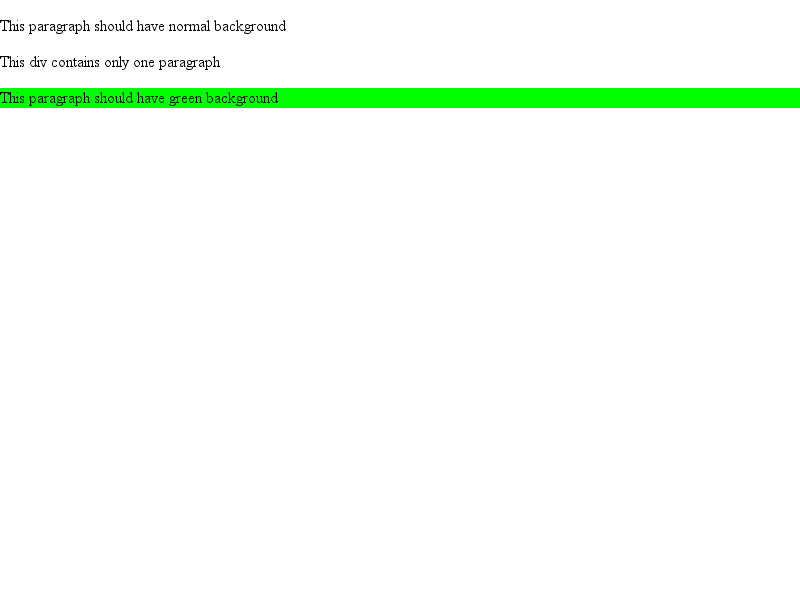 This paragraph should have normal background
This div contains only one paragraph
This paragraph should have green background